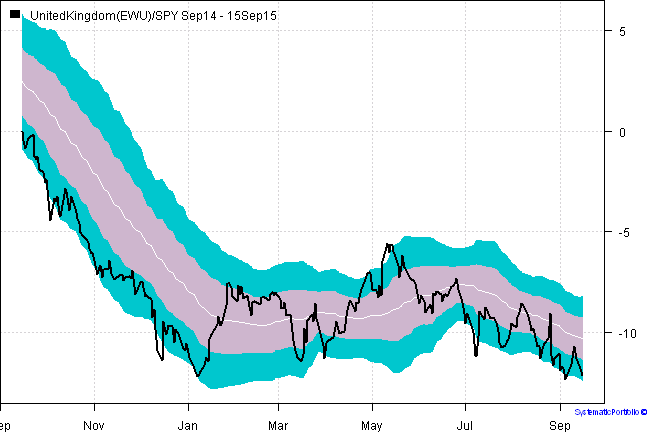 UnitedKingdom(EWU)/SPY Sep14 - 15Sep15
5
0
-5
-10
ep Nov Jan Mar May Jul Sep
SystematicPortfolio ©